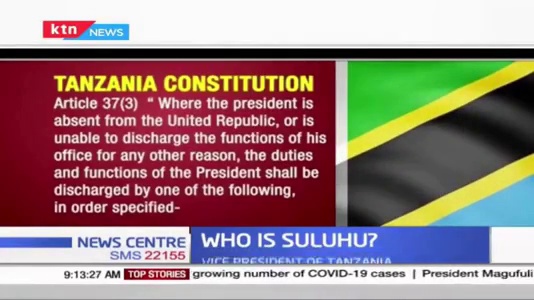 ktn NEWS
TANZANIA CONSTITUTION
Article 37(3) “ Where the president is
absent from the United Republic, or is
unable to discharge the functions of his
office for any other reason, the duties
and functions of the President shall be
discharged by one of the following,
in order specified-
NEWS CENTRE
SMS 22155
WHO IS SULUHU?
VICE PRESIDENT OF TANZANIA
9:13:27 AM TOP STORIES growing number of COVID-19 cases | President Magufuli